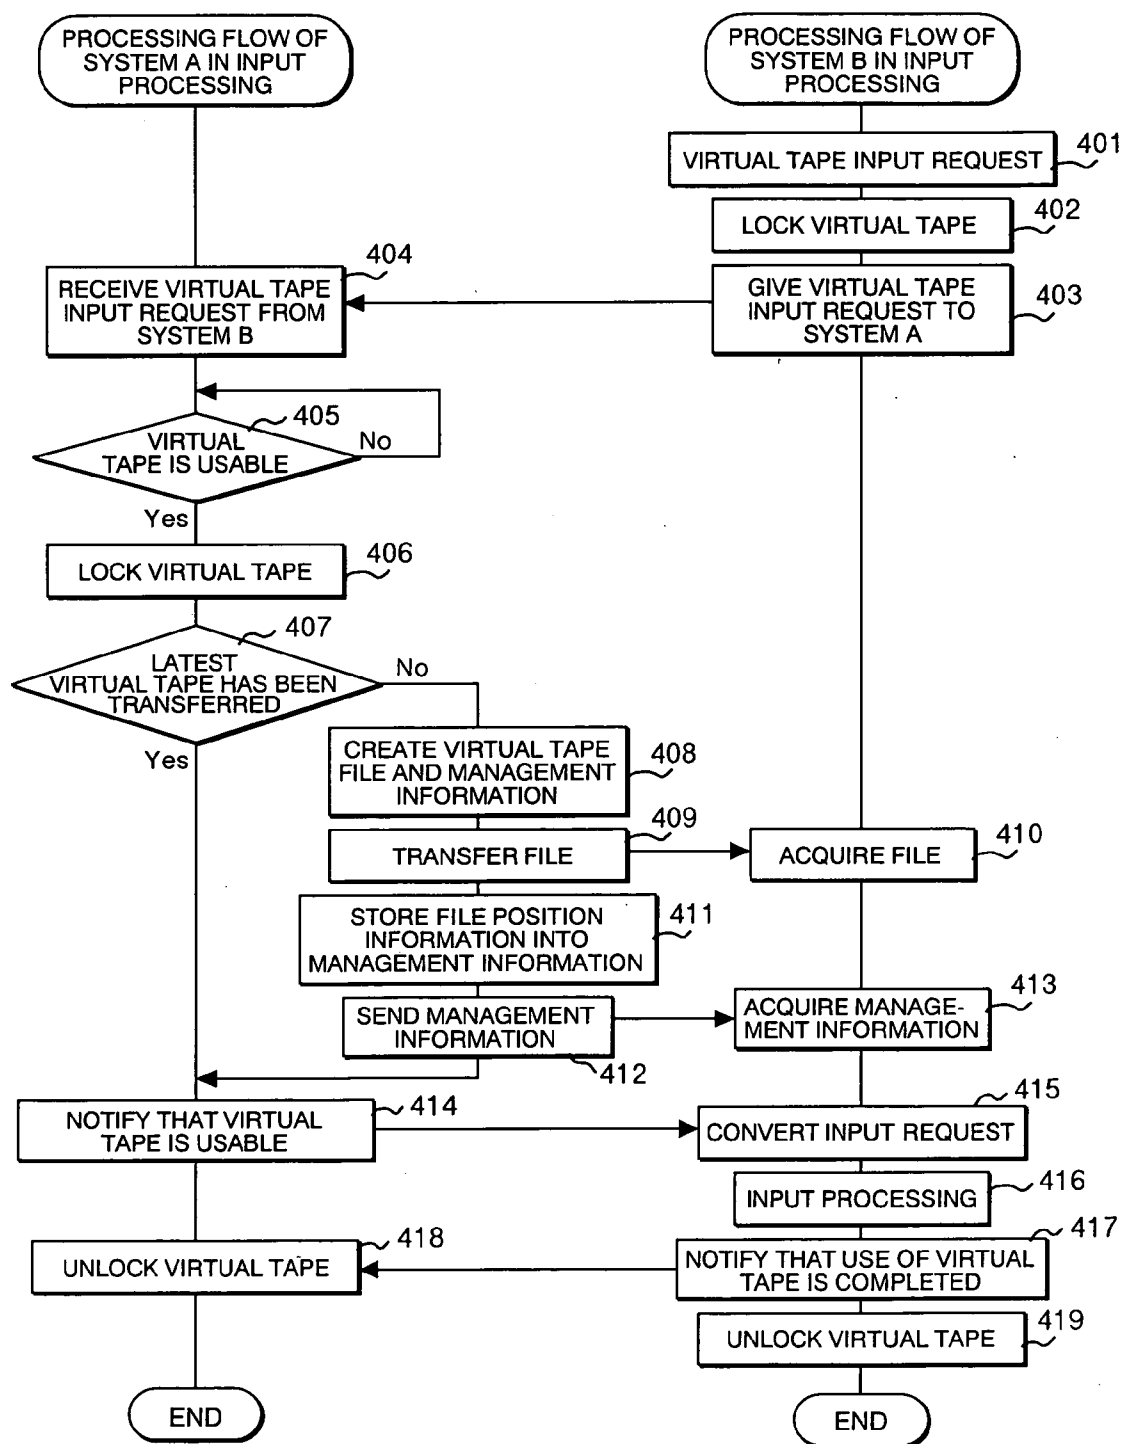 PROCESSING FLOW OF
SYSTEM A IN INPUT
PROCESSING
PROCESSING FLOW OF
SYSTEM B IN INPUT
PROCESSING
VIRTUAL TAPE INPUT REQUEST
401
LOCK VIRTUAL TAPE
402
GIVE VIRTUAL TAPE
INPUT REQUEST TO
SYSTEM A
403
404
RECEIVE VIRTUAL TAPE
INPUT REQUEST FROM
SYSTEM B
405
VIRTUAL
TAPE IS USABLE
No
Yes
LOCK VIRTUAL TAPE
406
407
LATEST
VIRTUAL TAPE HAS BEEN
TRANSFERRED
No
Yes
CREATE VIRTUAL TAPE
FILE AND MANAGEMENT
INFORMATION
408
TRANSFER FILE
409
ACQUIRE FILE
410
STORE FILE POSITION
INFORMATION INTO
MANAGEMENT INFORMATION
411
SEND MANAGEMENT
INFORMATION
412
ACQUIRE MANAGE-
MENT INFORMATION
413
NOTIFY THAT VIRTUAL
TAPE IS USABLE
414
CONVERT INPUT REQUEST
415
INPUT PROCESSING
416
NOTIFY THAT USE OF VIRTUAL
TAPE IS COMPLETED
417
UNLOCK VIRTUAL TAPE
418
UNLOCK VIRTUAL TAPE
419
END
END